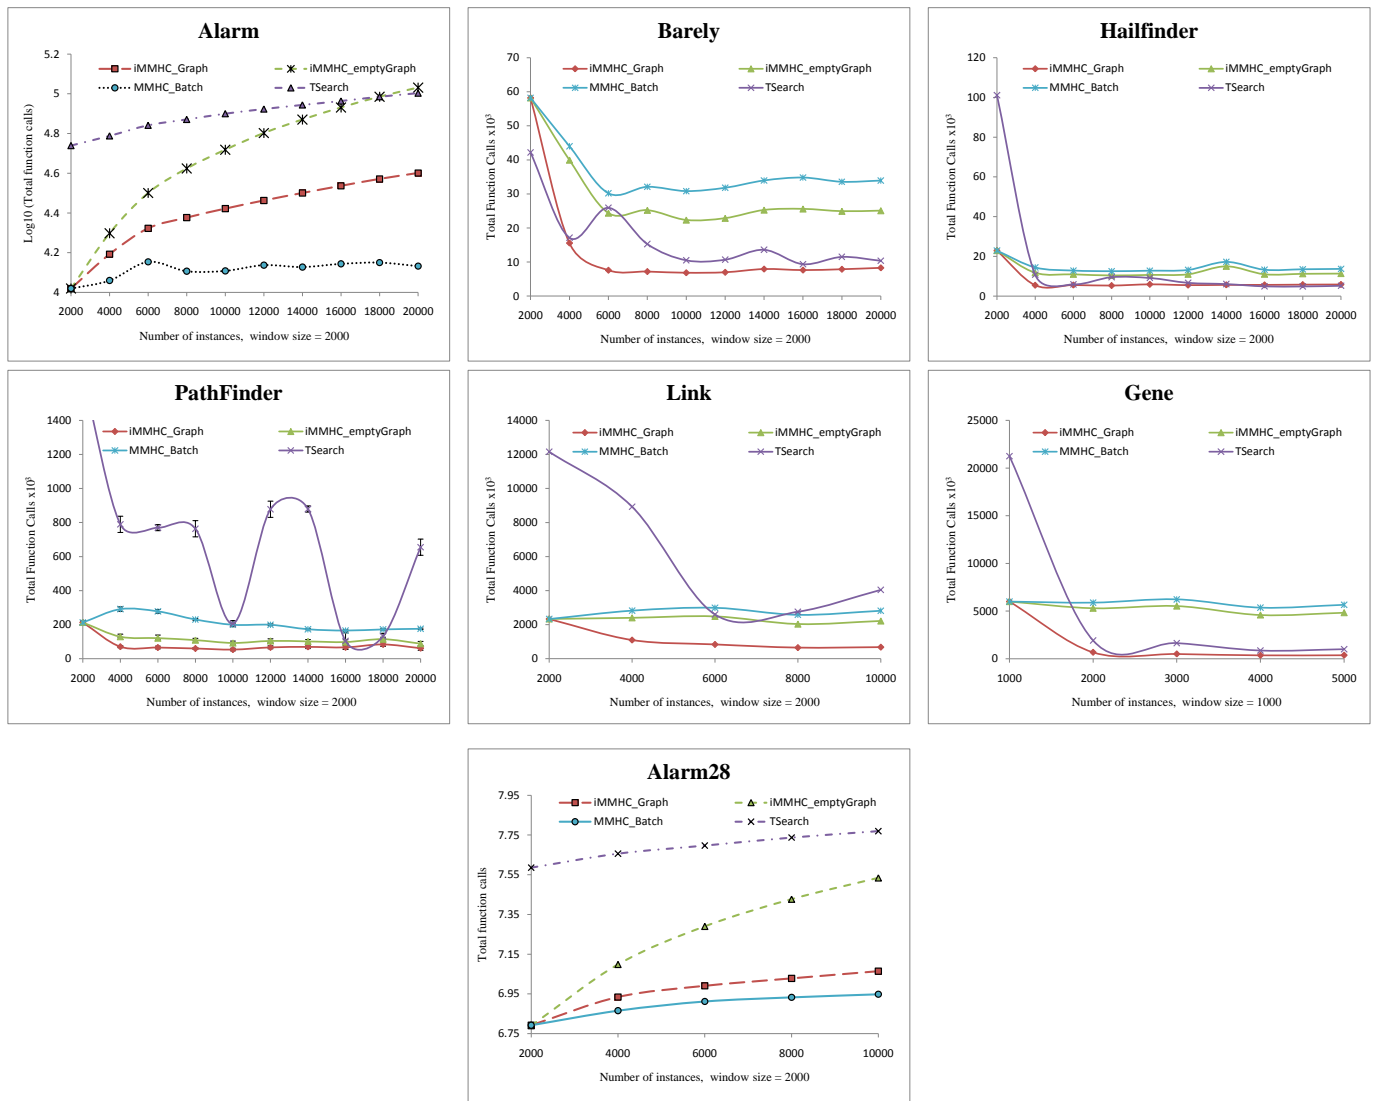 Alarm
5.2
iMMHC_Graph
iMMHC_emptyGraph
MMHC_Batch
TSearch
5
4.8
4.6
4.4
4.2
4
Log10 (Total function calls)
2000 4000 6000 8000 10000 12000 14000 16000 18000 20000
Number of instances, window size = 2000
Barely
70
iMMHC_Graph
iMMHC_emptyGraph
MMHC_Batch
TSearch
60
50
40
30
20
10
0
Total Function Calls x10³
2000 4000 6000 8000 10000 12000 14000 16000 18000 20000
Number of instances, window size = 2000
Hailfinder
120
iMMHC_Graph
iMMHC_emptyGraph
MMHC_Batch
TSearch
100
80
60
40
20
0
Total Function Calls x10³
2000 4000 6000 8000 10000 12000 14000 16000 18000 20000
Number of instances, window size = 2000
PathFinder
1400
iMMHC_Graph
iMMHC_emptyGraph
MMHC_Batch
TSearch
1200
1000
800
600
400
200
0
Total Function Calls x10³
2000 4000 6000 8000 10000 12000 14000 16000 18000 20000
Number of instances, window size = 2000
Link
14000
iMMHC_Graph
iMMHC_emptyGraph
MMHC_Batch
TSearch
12000
10000
8000
6000
4000
2000
0
Total Function Calls x10³
2000 4000 6000 8000 10000
Number of instances, window size = 2000
Gene
25000
iMMHC_Graph
iMMHC_emptyGraph
MMHC_Batch
TSearch
20000
15000
10000
5000
0
Total Function Calls x10³
1000 2000 3000 4000 5000
Number of instances, window size = 1000
Alarm28
7.95
iMMHC_Graph
iMMHC_emptyGraph
MMHC_Batch
TSearch
7.75
7.55
7.35
7.15
6.95
6.75
Total function calls
2000 4000 6000 8000 10000
Number of instances, window size = 2000